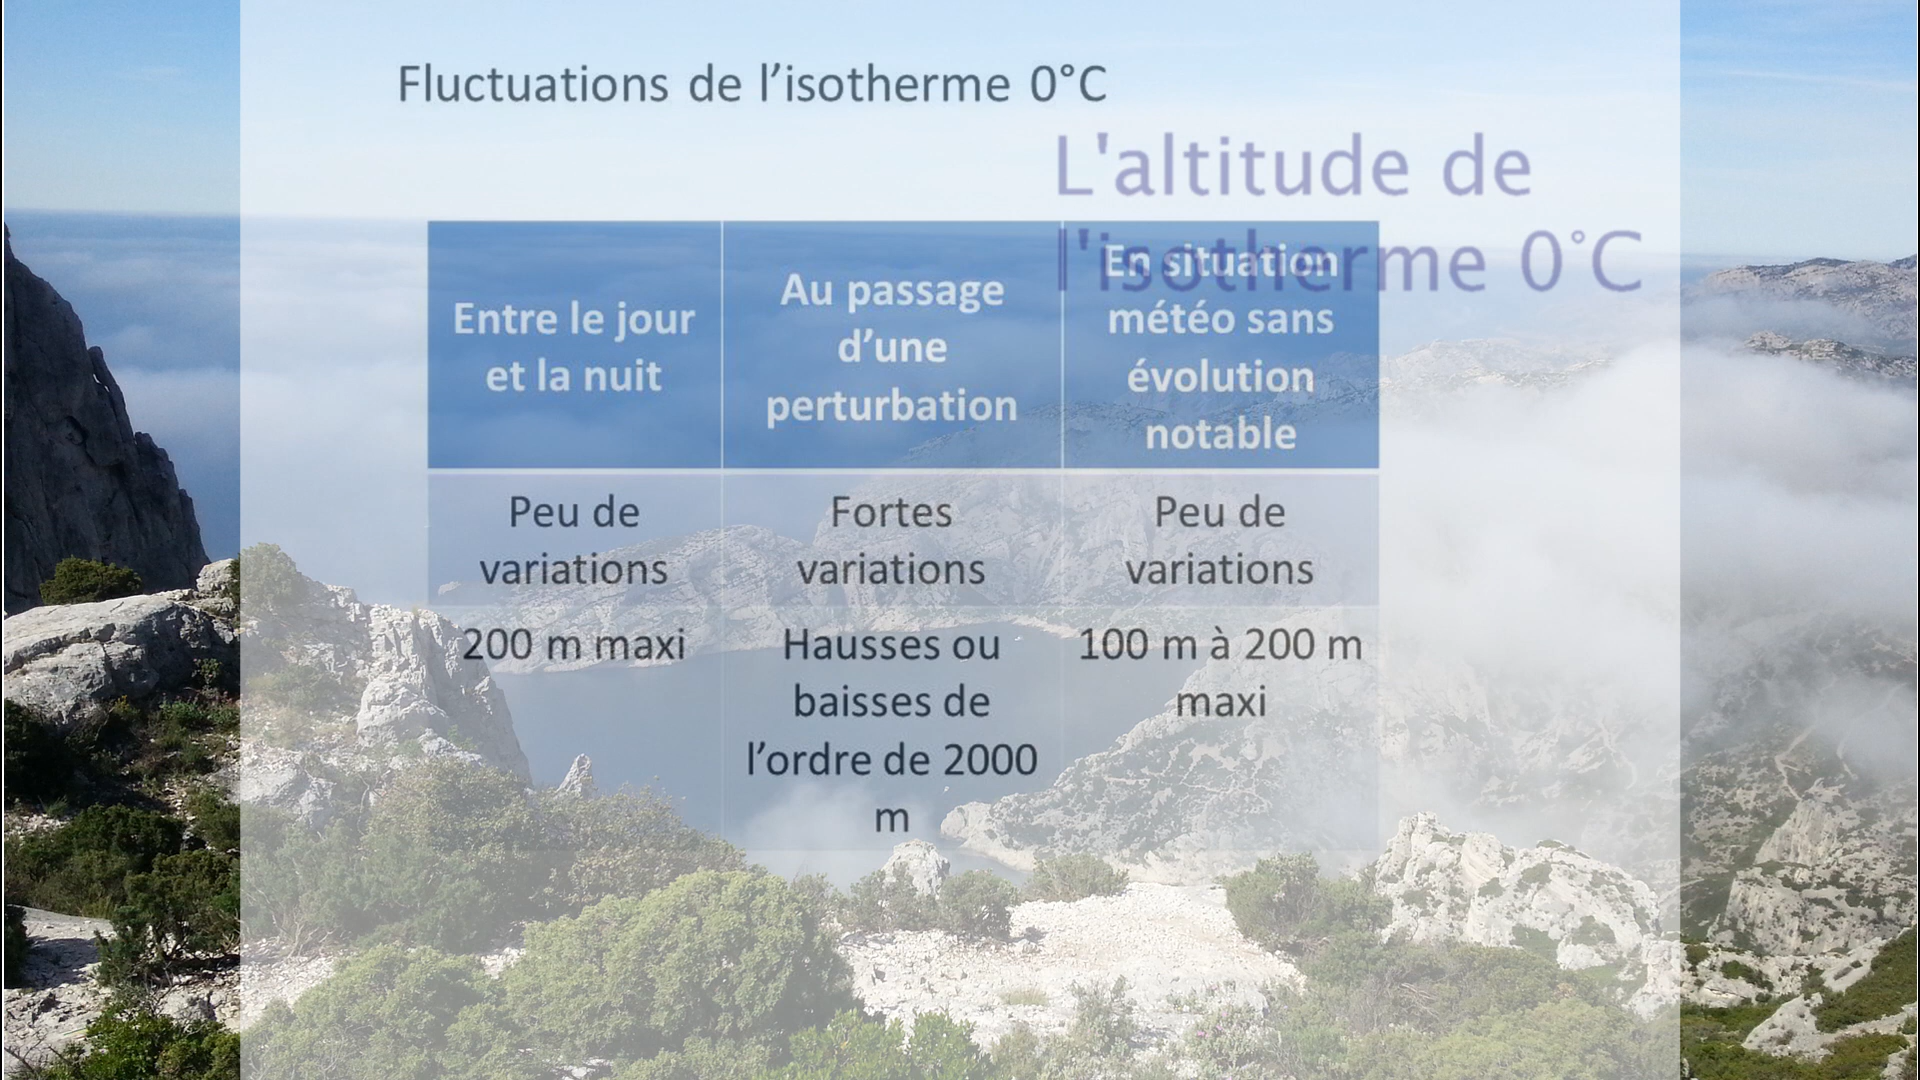 Fluctuations de l’isotherme 0°C
L'altitude de
l'isotherme 0°C
Entre le jour
et la nuit
Au passage
d’une
perturbation
En situation
météo sans
évolution
notable
Peu de
variations
Fortes
variations
Peu de
variations
200 m maxi
Hausses ou
baisses de
l’ordre de 2000
m
100 m à 200 m
maxi